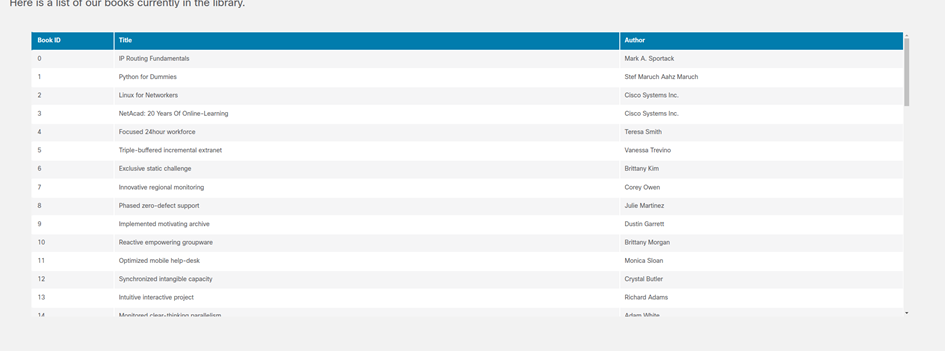 Here is a list of our books currently in the library.
Book ID Title Author
0 IP Routing Fundamentals Mark A. Sportack
1 Python for Dummies Stef Maruch Aahz Maruch
2 Linux for Networkers Cisco Systems Inc.
3 NetAcad: 20 Years Of Online-Learning Cisco Systems Inc.
4 Focused 24hour workforce Teresa Smith
5 Triple-buffered incremental extranet Vanessa Trevino
6 Exclusive static challenge Brittany Kim
7 Innovative regional monitoring Corey Owen
8 Phased zero-defect support Julie Martinez
9 Implemented motivating archive Dustin Garrett
10 Reactive empowering groupware Brittany Morgan
11 Optimized mobile help-desk Monica Sloan
12 Synchronized intangible capacity Crystal Butler
13 Intuitive interactive project Richard Adams
14 Monitored clear-thinking parallelism Adam White